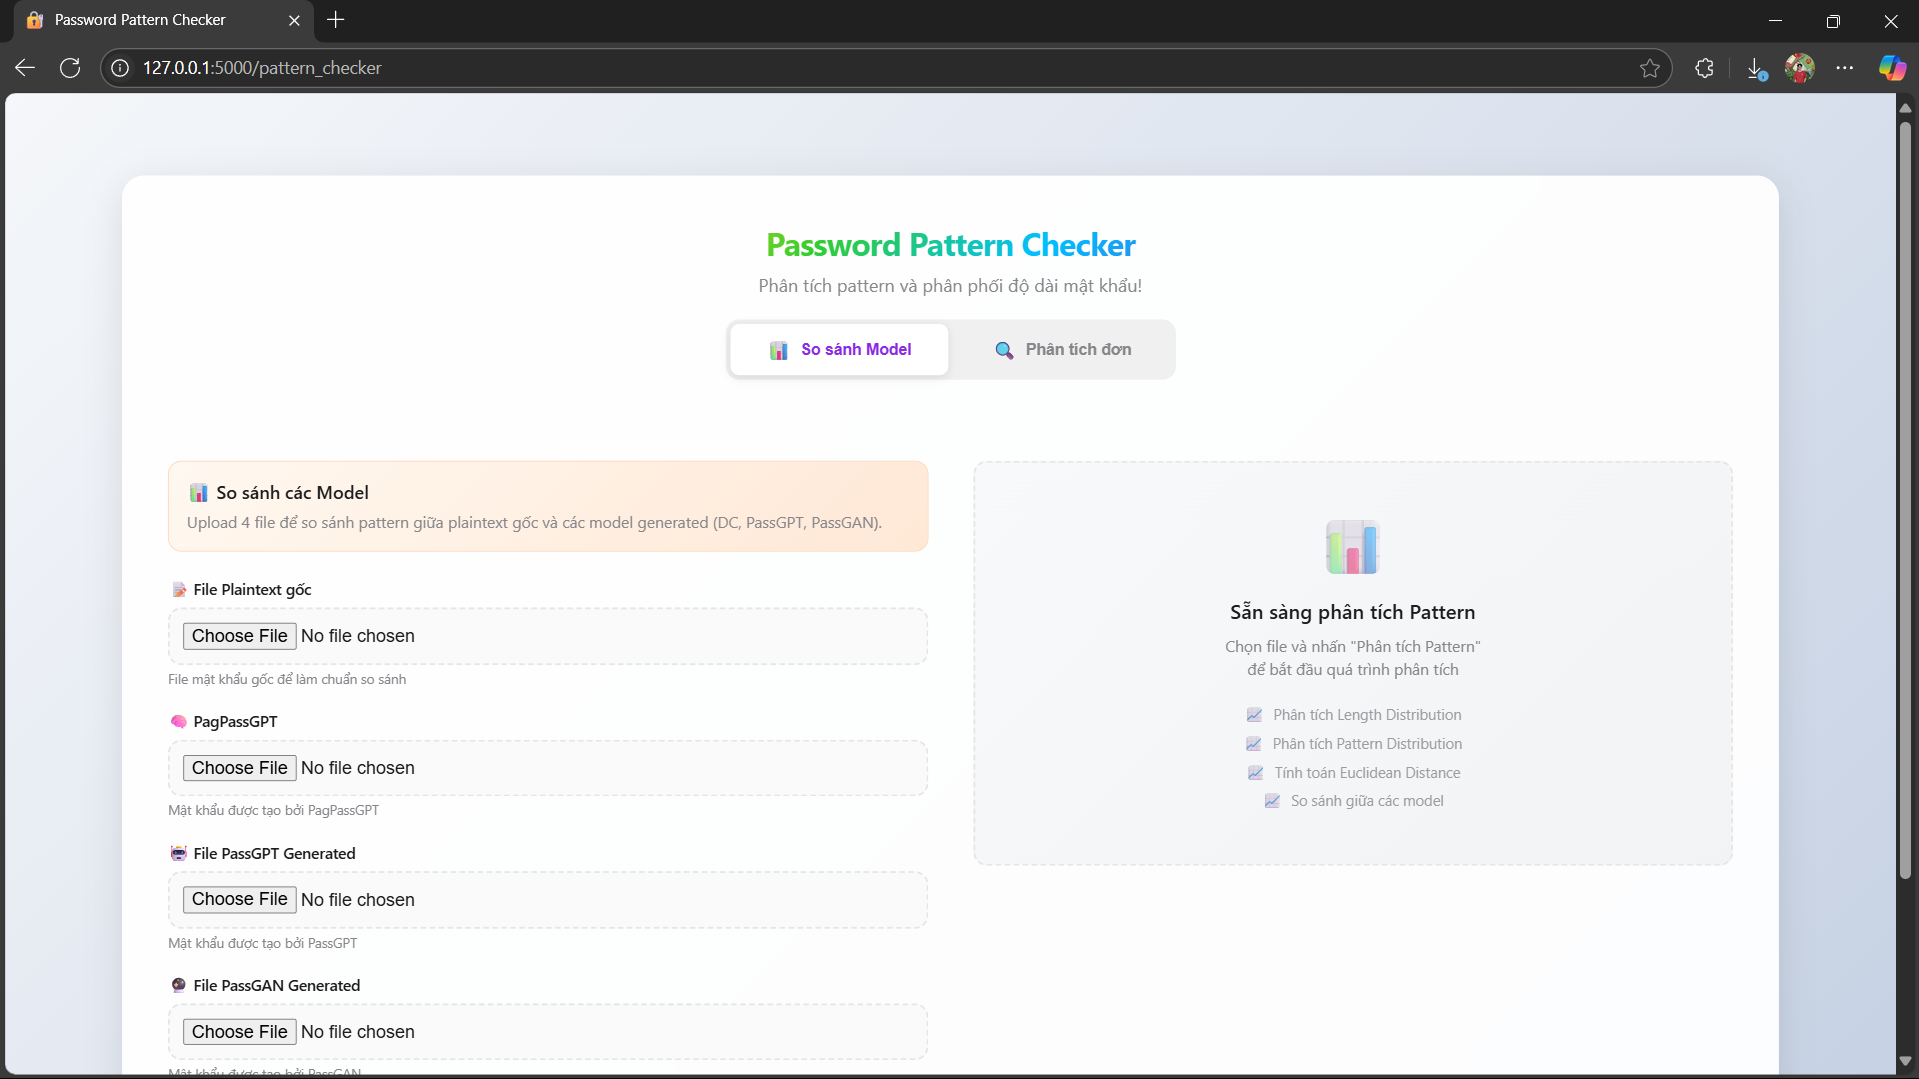 Password Pattern Checker
127.0.0.1:5000/pattern_checker
Password Pattern Checker
Phân tích pattern và phân phối độ dài mật khẩu!
So sánh Model
Phân tích đơn
So sánh các Model
Upload 4 file để so sánh pattern giữa plaintext gốc và các model generated (DC, PassGPT, PassGAN).
File Plaintext gốc
Choose File No file chosen
File mật khẩu gốc để làm chuẩn so sánh
PagPassGPT
Choose File No file chosen
Mật khẩu được tạo bởi PagPassGPT
File PassGPT Generated
Choose File No file chosen
Mật khẩu được tạo bởi PassGPT
File PassGAN Generated
Choose File No file chosen
Mật khẩu được tạo bởi PassGAN
Sẵn sàng phân tích Pattern
Chọn file và nhấn "Phân tích Pattern"
để bắt đầu quá trình phân tích
Phân tích Length Distribution
Phân tích Pattern Distribution
Tính toán Euclidean Distance
So sánh giữa các model